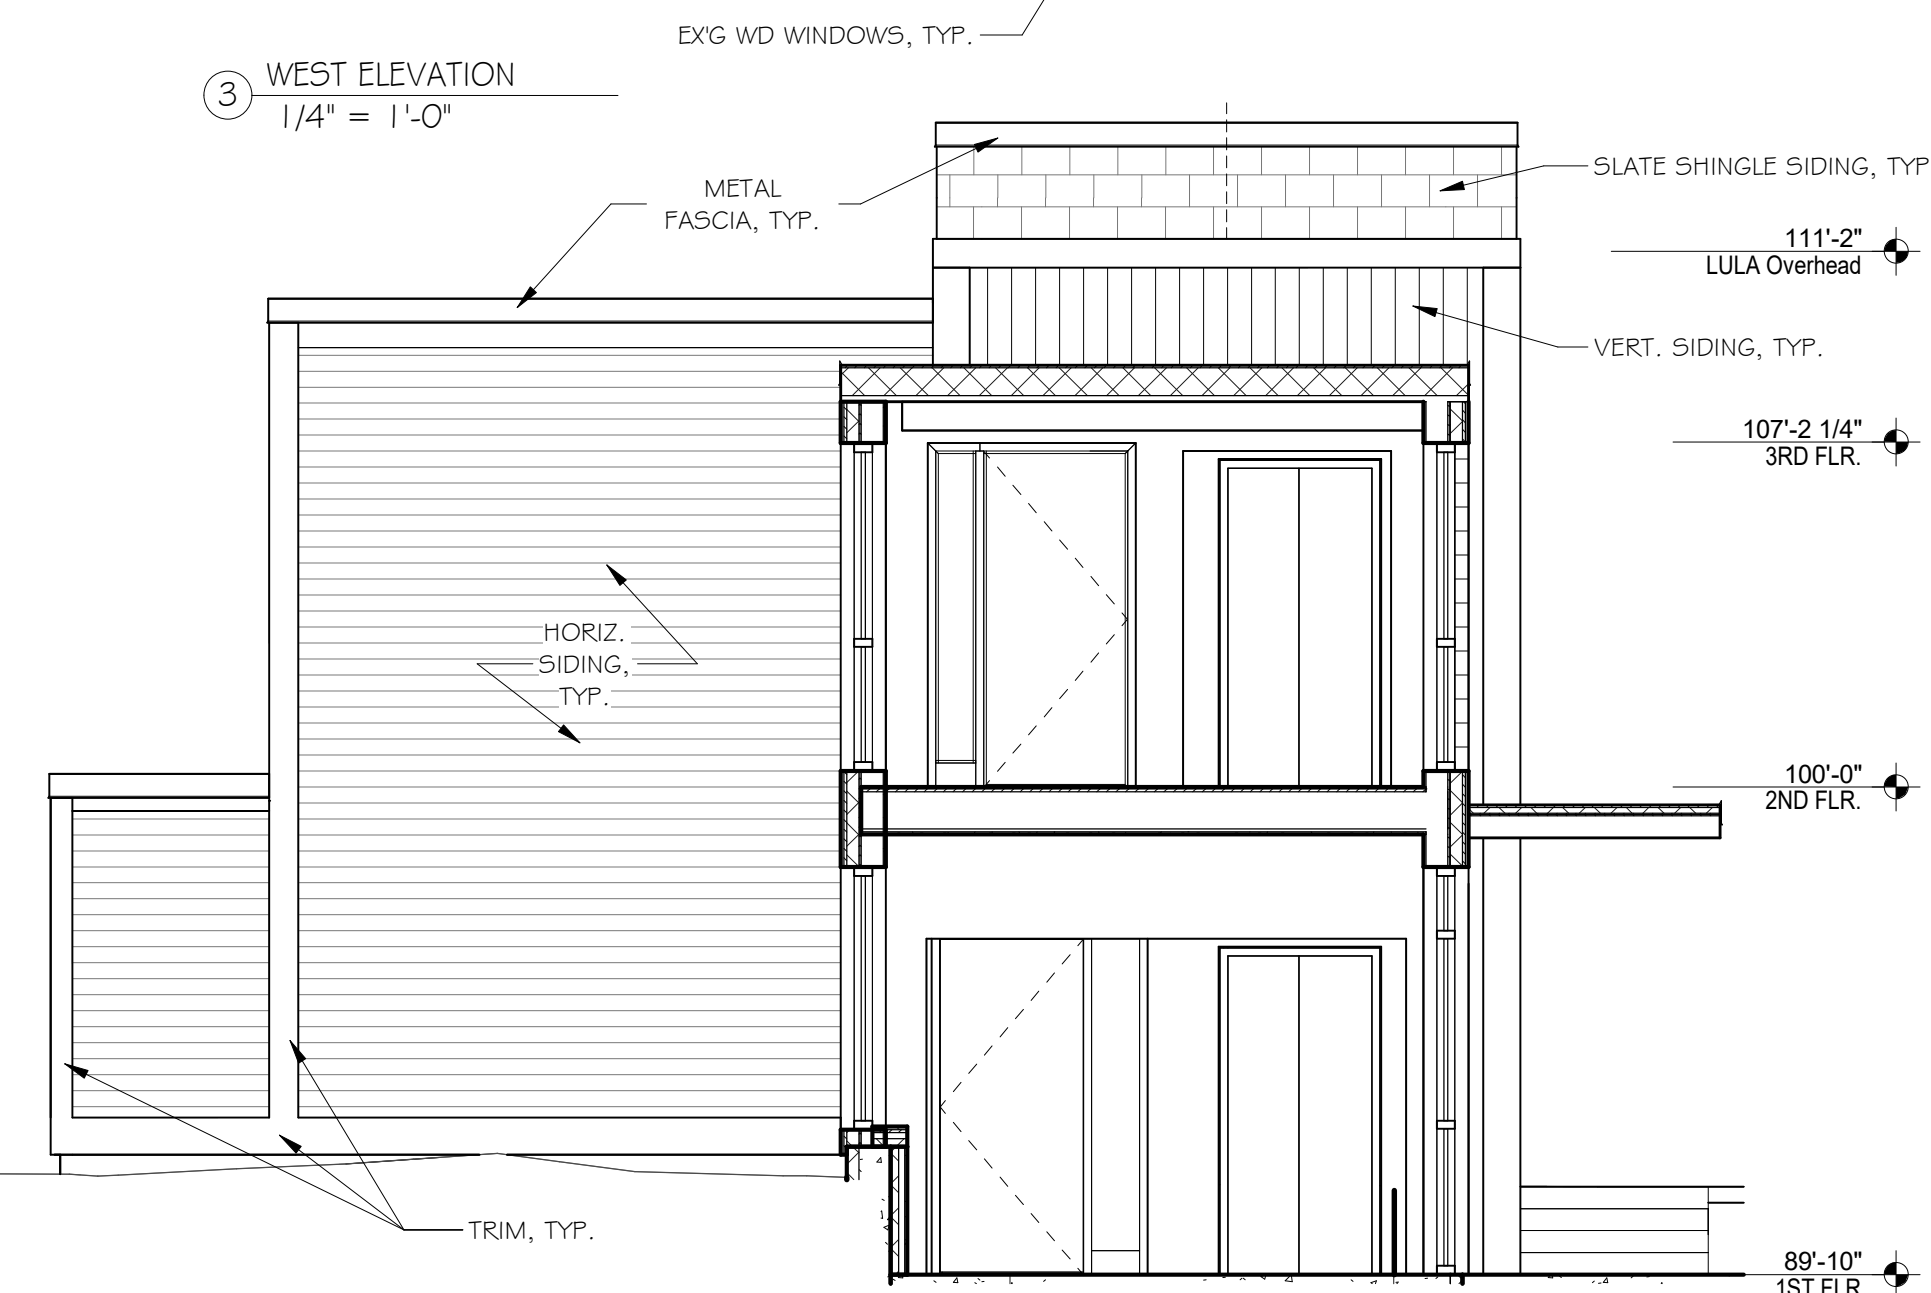 EX'G WD WINDOWS, TYP.
3
WEST ELEVATION
1/4" = 1'-0"
METAL
FASCIA, TYP.
SLATE SHINGLE SIDING, TYP
111'-2"
LULA Overhead
VERT. SIDING, TYP.
107'-2 1/4"
3RD FLR.
HORIZ.
SIDING,
TYP.
100'-0"
2ND FLR.
TRIM, TYP.
89'-10"
1ST FLR